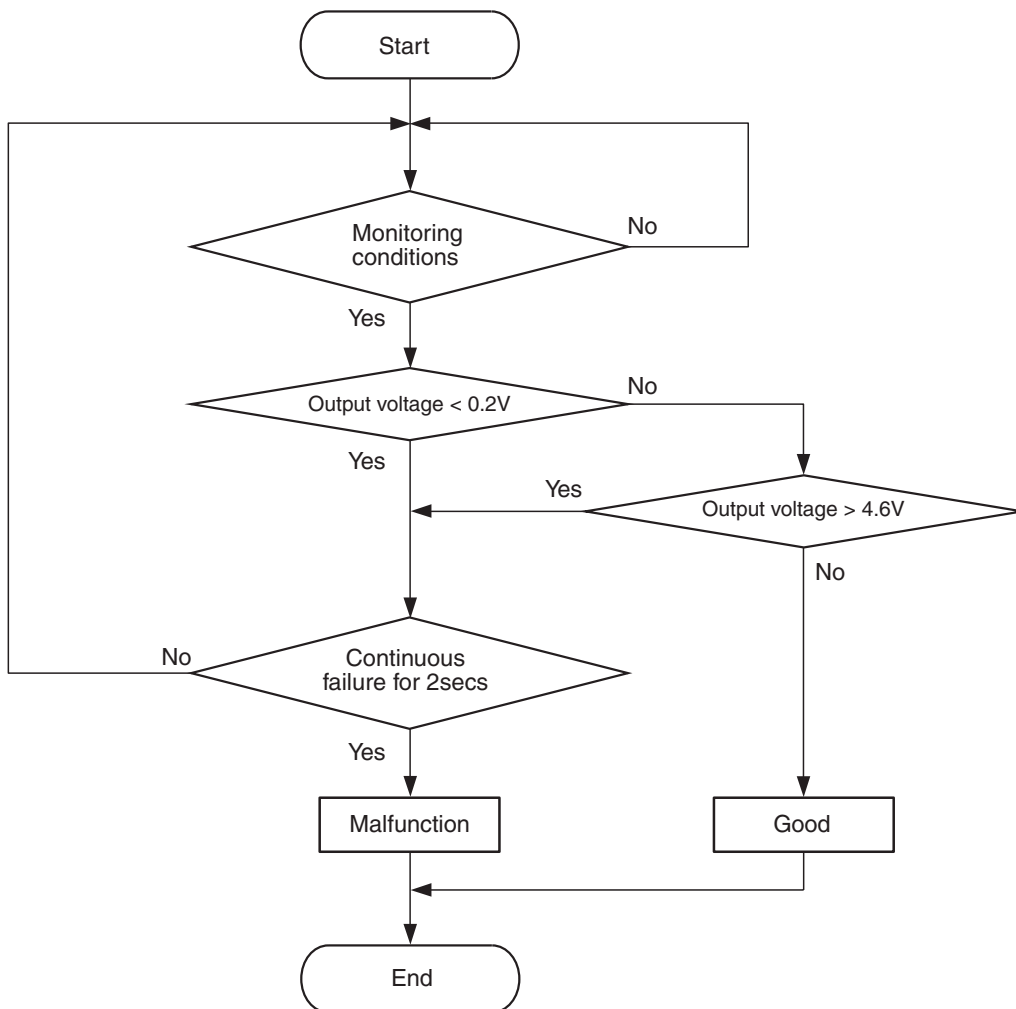 Start
Monitoring
conditions
No
Yes
Output voltage < 0.2V
No
Yes
Output voltage > 4.6V
Yes
No
Continuous
failure for 2secs
No
Yes
Malfunction
Good
End